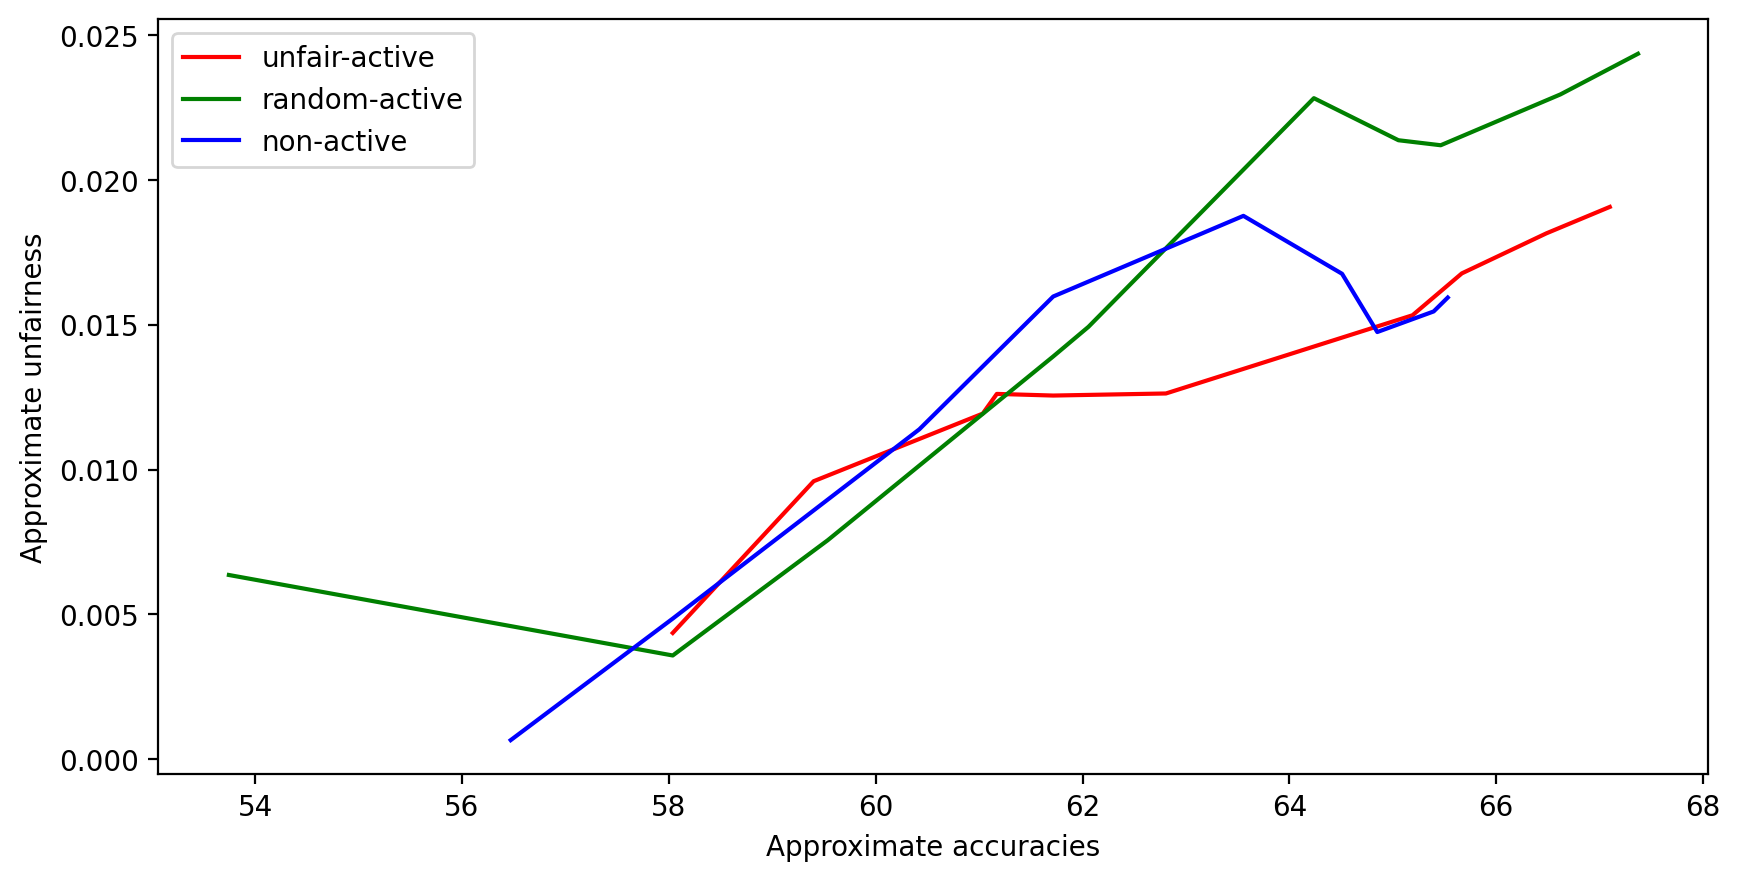 unfair-active
random-active
non-active
0.025
0.020
0.015
0.010
0.005
0.000
Approximate unfairness
54 56 58 60 62 64 66 68
Approximate accuracies